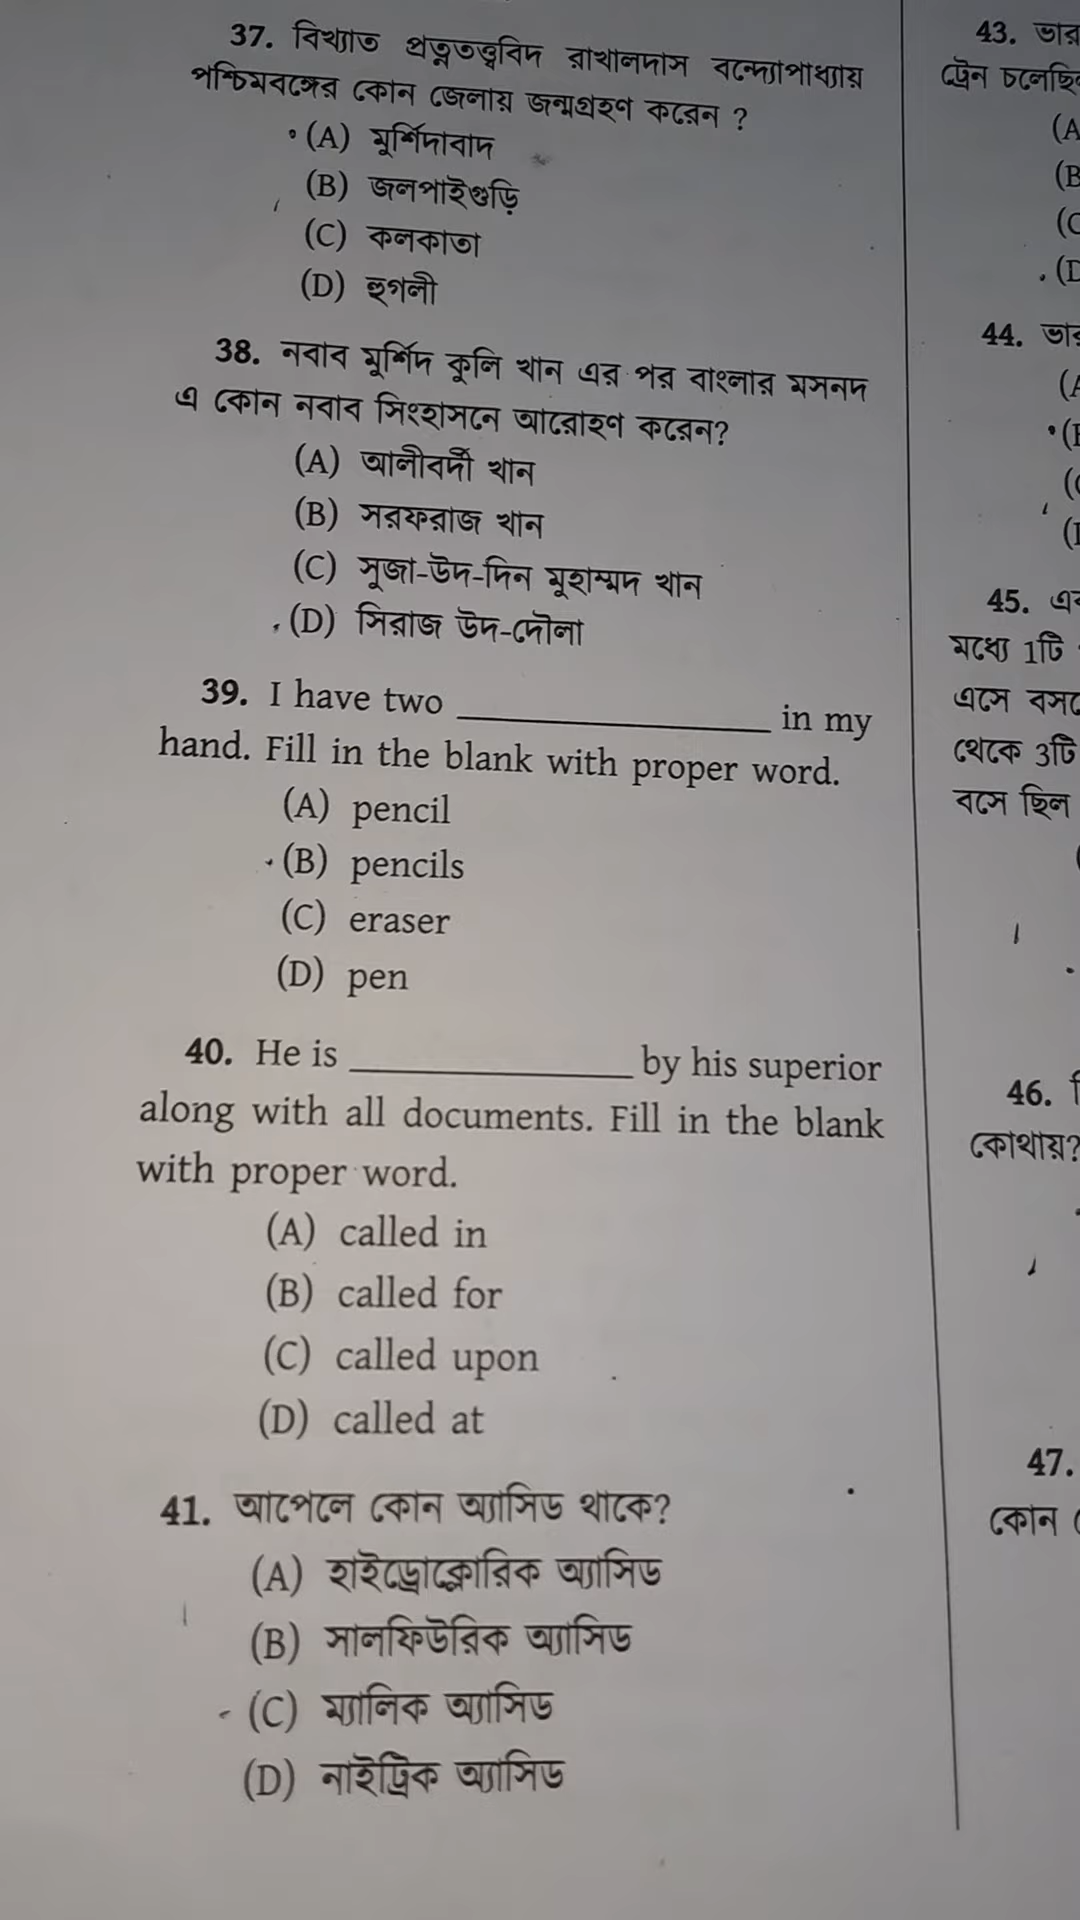 37. বিখ্যাত প্রত্নতত্ত্ববিদ রাখালদাস বন্দ্যোপাধ্যায়
পশ্চিমবঙ্গের কোন জেলায় জন্মগ্রহণ করেন ?
(A) মুর্শিদাবাদ
(B) জলপাইগুড়ি
(C) কলকাতা
(D) হুগলী
38. নবাব মুর্শিদ কুলি খান এর পর বাংলার মসনদ
এ কোন নবাব সিংহাসনে আরোহণ করেন?
(A) আলীবর্দী খান
(B) সরফরাজ খান
(C) সুজা-উদ-দিন মুহাম্মদ খান
(D) সিরাজ উদ-দৌলা
39. I have two ____________ in my
hand. Fill in the blank with proper word.
(A) pencil
(B) pencils
(C) eraser
(D) pen
40. He is ____________ by his superior
along with all documents. Fill in the blank
with proper word.
(A) called in
(B) called for
(C) called upon
(D) called at
41. আপেলে কোন অ্যাসিড থাকে?
(A) হাইড্রোক্লোরিক অ্যাসিড
(B) সালফিউরিক অ্যাসিড
(C) ম্যালিক অ্যাসিড
(D) নাইট্রিক অ্যাসিড
43.
ট্রেন
(A
(B
(C
(D
44.
45.
মধ্যে 1টি
এসে
থেকে 3টি
বসে ছিল
46.
কোথায়?
47.
কোন